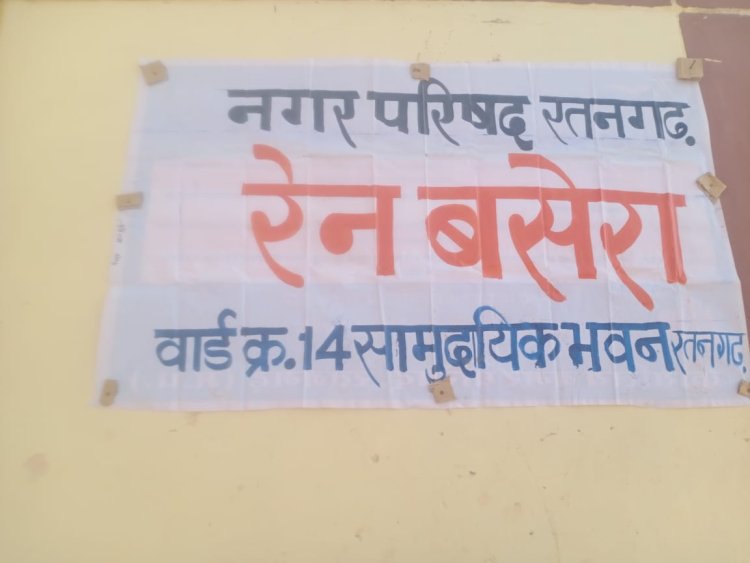 नगर परिषद रतनगढ़
रेन बसेरा
वार्ड क्र.14 सामुदायिक भवन रतनगढ़